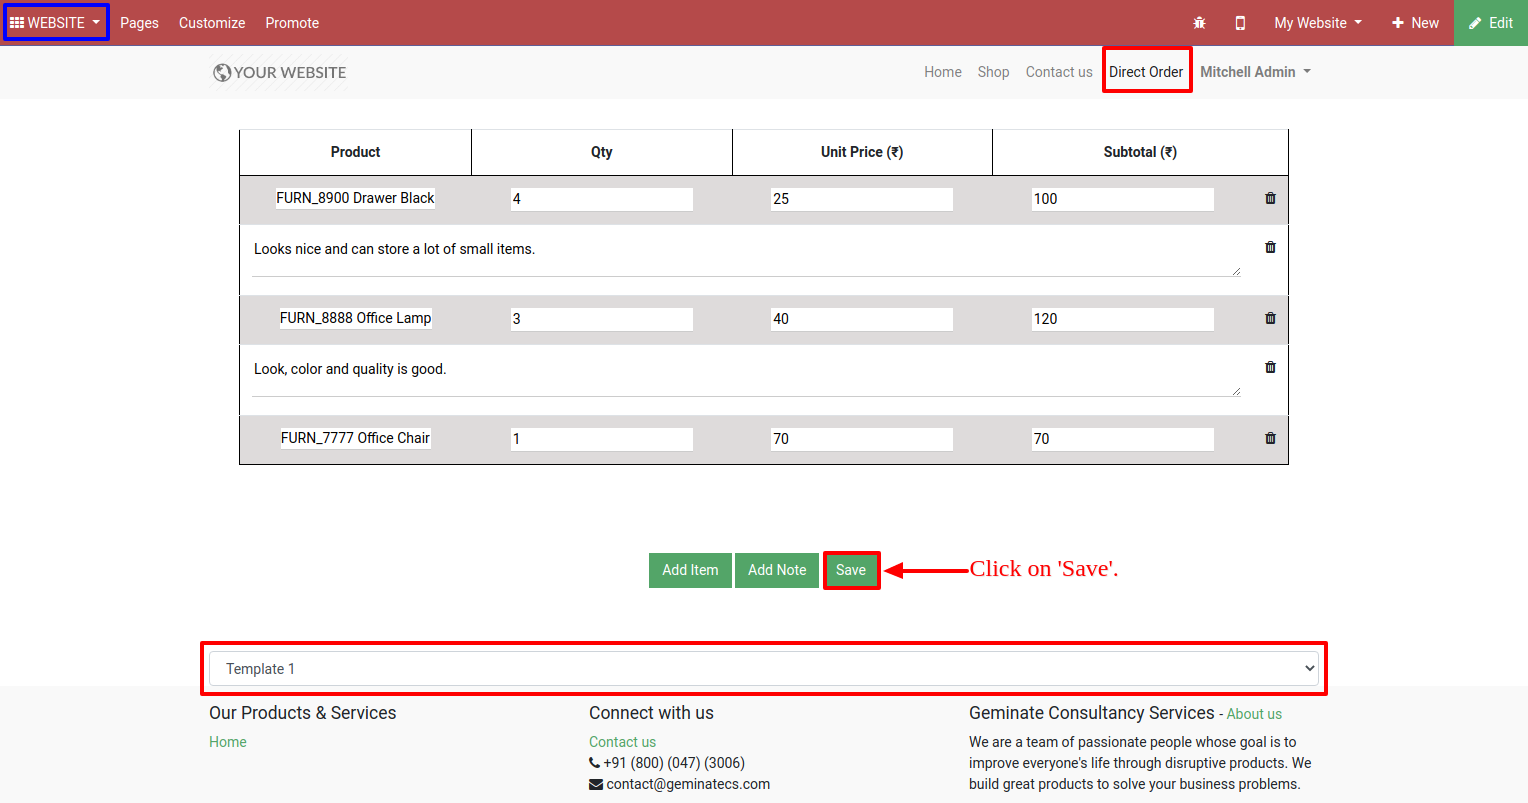 WEBSITE Pages Customize Promote My Website New Edit
YOUR WEBSITE Home Shop Contact us Direct Order Mitchell Admin
Product Qty Unit Price (₹) Subtotal (₹)
FURN_8900 Drawer Black 4 25 100
Looks nice and can store a lot of small items.
FURN_8888 Office Lamp 3 40 120
Look, color and quality is good.
FURN_7777 Office Chair 1 70 70
Add Item Add Note Save Click on 'Save'.
Template 1
Our Products & Services
Home
Connect with us
Contact us
+91 (800) (047) (3006)
contact@geminatecs.com
Geminate Consultancy Services - About us
We are a team of passionate people whose goal is to
improve everyone's life through disruptive products. We
build great products to solve your business problems.